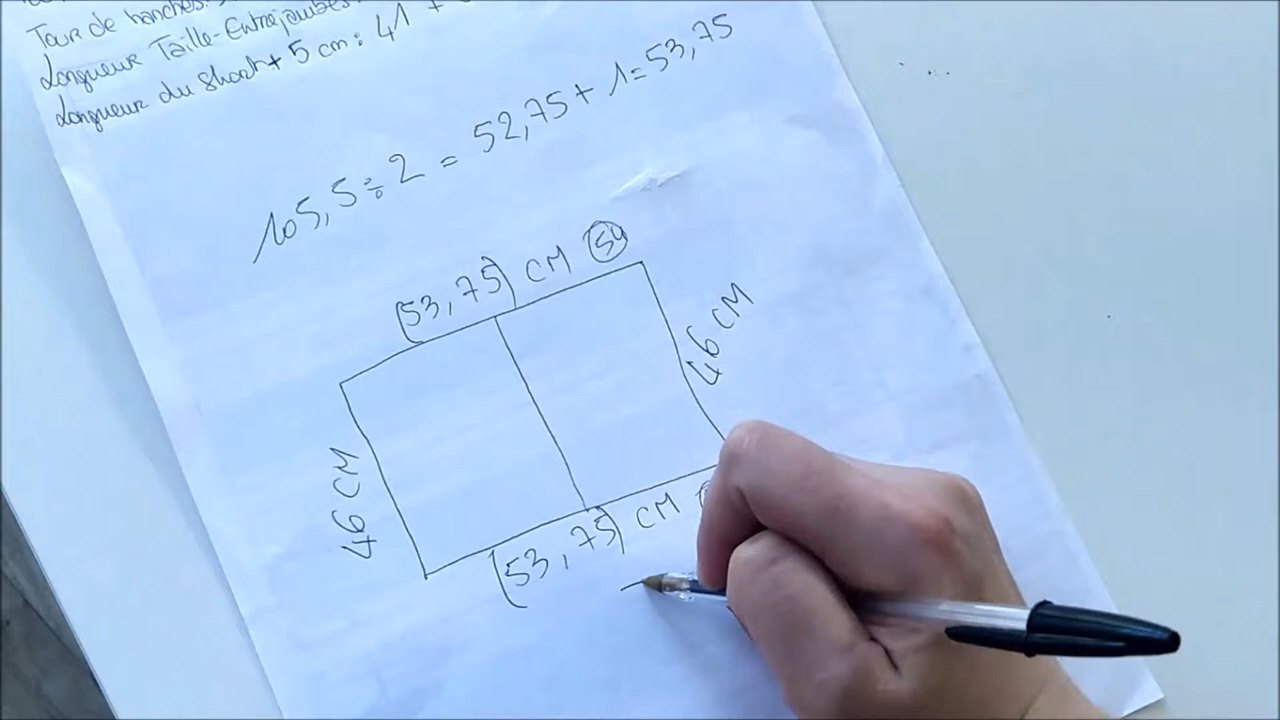 Tour de hanches:
Longueur Taille-Entrejambes
Longueur du Short + 5 cm : 41 +
105,5 ÷ 2 = 52,75 + 1 = 53,75
(53,75) CM 54
46 CM
46 CM
(53,75) CM